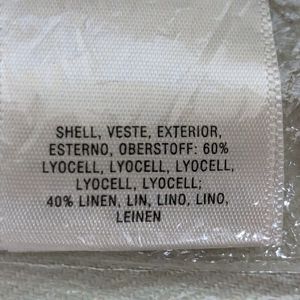 SHELL, VESTE, EXTERIOR,
ESTERNO, OBERSTOFF: 60%
LYOCELL, LYOCELL, LYOCELL,
LYOCELL, LYOCELL;
40% LINEN, LIN, LINO, LINO,
LEINEN